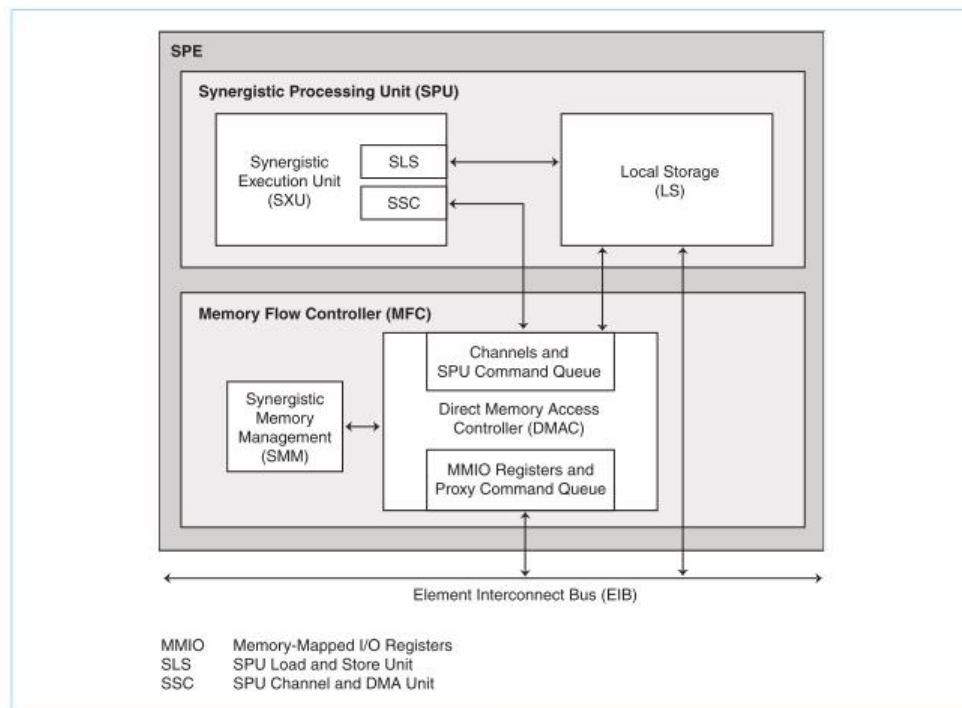 SPE
Synergistic Processing Unit (SPU)
Synergistic
Execution Unit
(SXU)
SLS
SSC
Local Storage
(LS)
Memory Flow Controller (MFC)
Channels and
SPU Command Queue
Synergistic
Memory
Management
(SMM)
Direct Memory Access
Controller (DMAC)
MMIO Registers and
Proxy Command Queue
Element Interconnect Bus (EIB)
MMIO Memory-Mapped I/O Registers
SLS SPU Load and Store Unit
SSC SPU Channel and DMA Unit